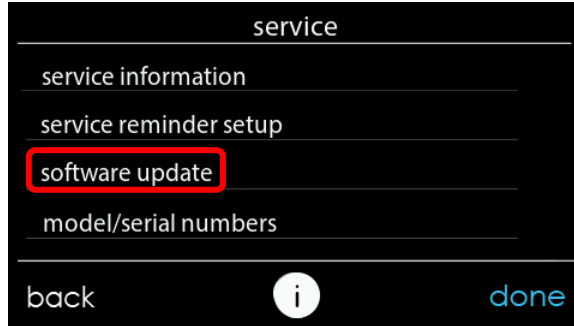 service
service information
service reminder setup
software update
model/serial numbers
back i done